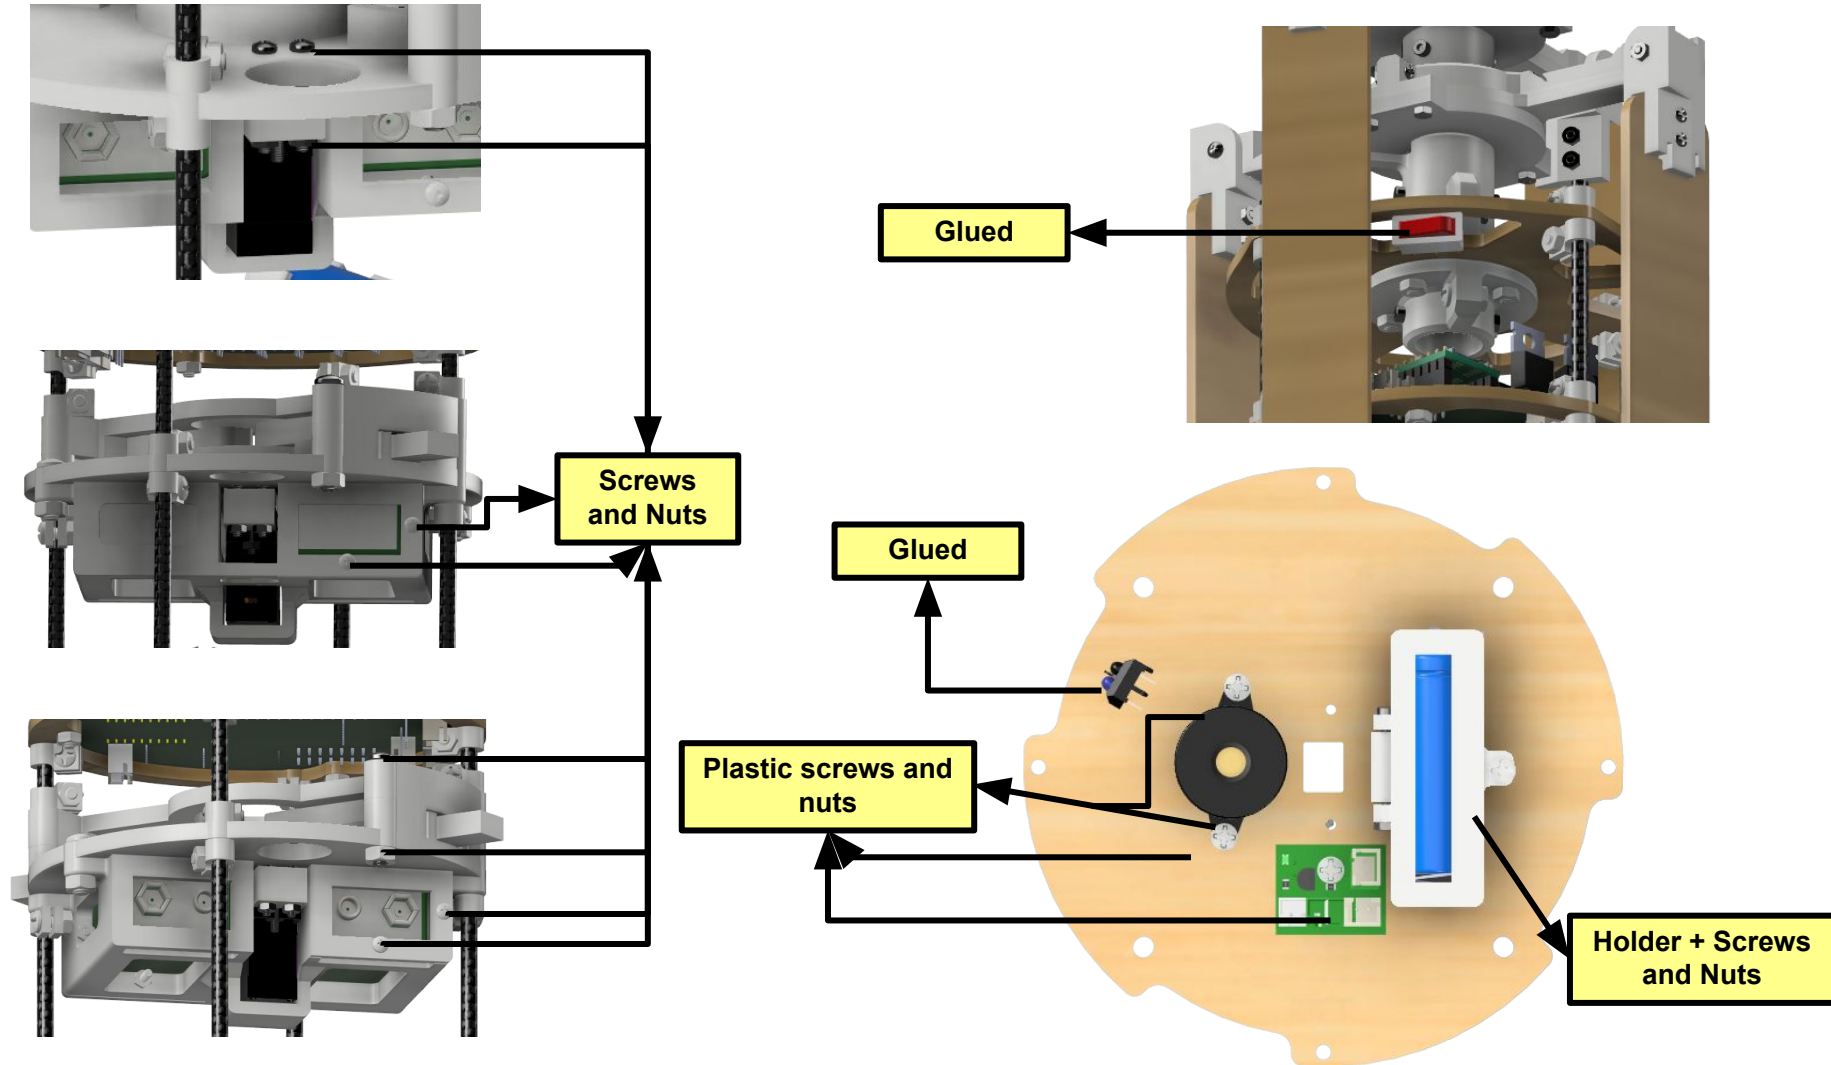 Glued
Screws
and Nuts
Glued
Plastic screws and
nuts
Holder + Screws
and Nuts